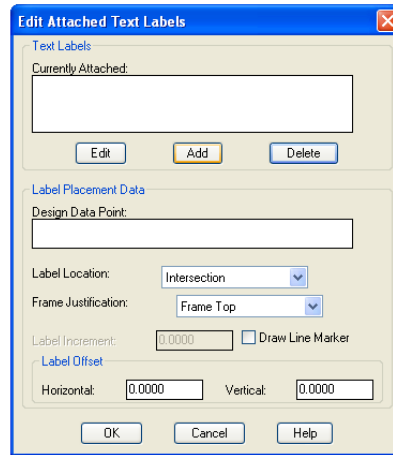 Edit Attached Text Labels
Text Labels
Currently Attached:
Edit Add Delete
Label Placement Data
Design Data Point:
Label Location: Intersection
Frame Justification: Frame Top
Label Increment: 0.0000 Draw Line Marker
Label Offset
Horizontal: 0.0000 Vertical: 0.0000
OK Cancel Help